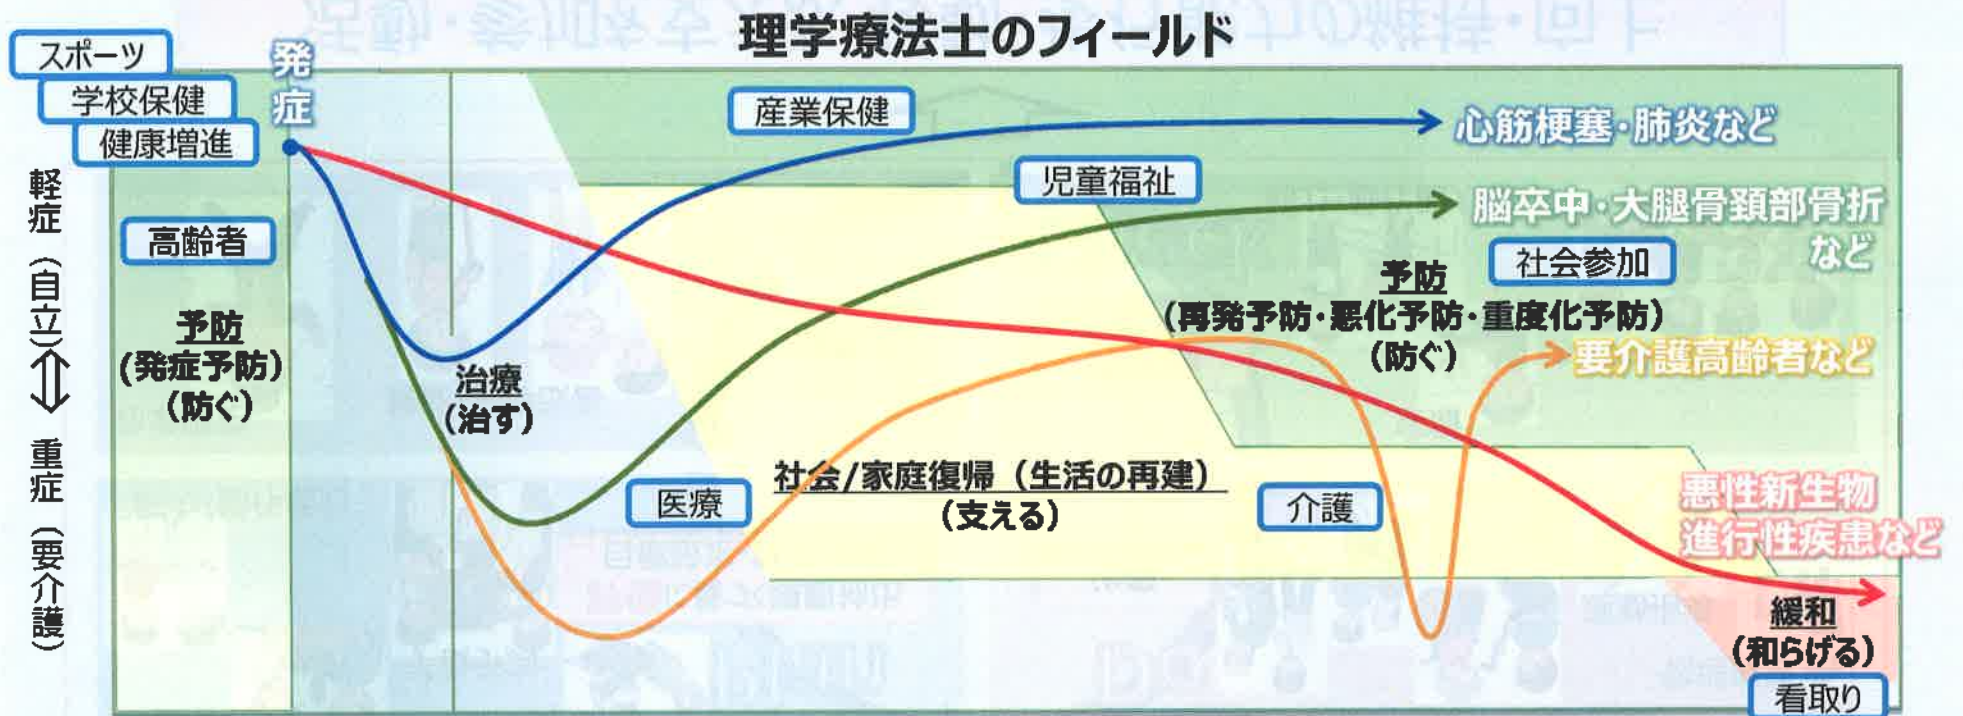 理学療法士のフィールド
スポーツ
学校保健
健康増進
発症
産業保健
心筋梗塞・肺炎など
児童福祉
脳卒中・大腿骨頚部骨折
など
軽症（自立）⇔重症（要介護）
高齢者
社会参加
予防
(発症予防)
(防ぐ)
予防
(再発予防・悪化予防・重度化予防)
(防ぐ)
要介護高齢者など
治療
(治す)
社会/家庭復帰（生活の再建）
(支える)
医療
介護
悪性新生物
進行性疾患など
緩和
(和らげる)
看取り